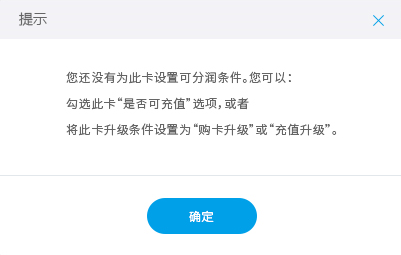 提示
您还没有为此卡设置可分润条件。您可以：
勾选此卡“是否可充值”选项，或者
将此卡升级条件设置为“购卡升级”或“充值升级”。
确定